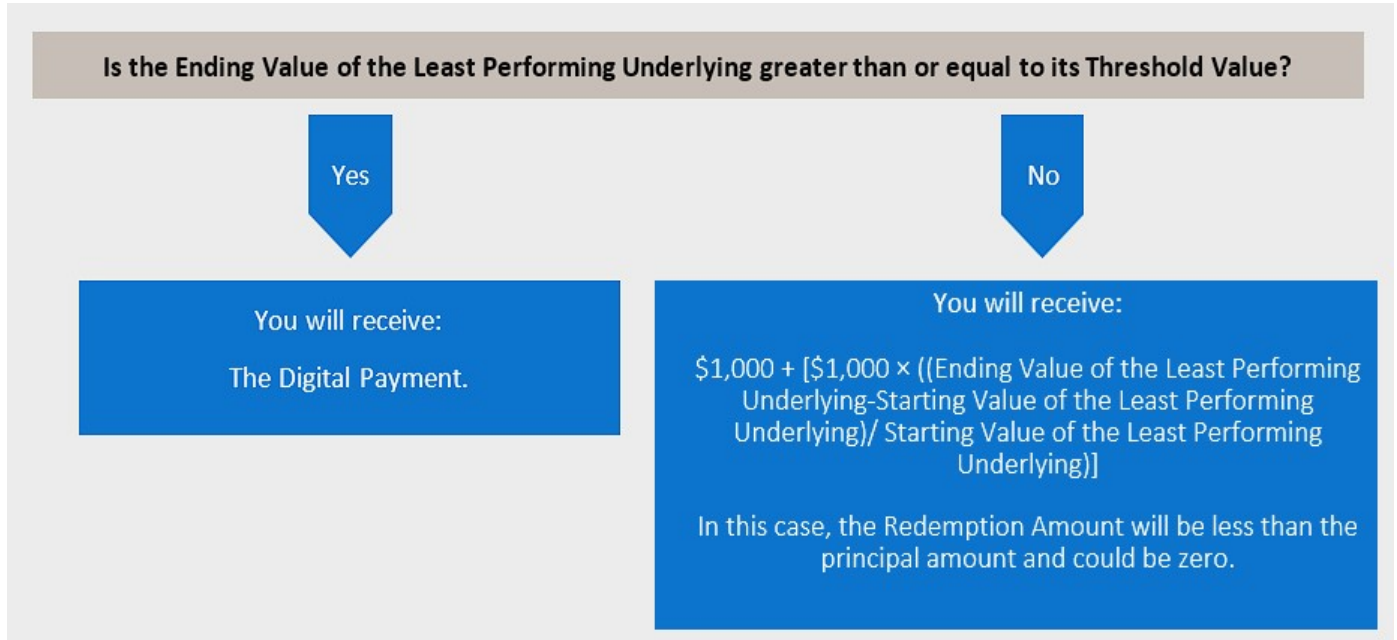 Is the Ending Value of the Least Performing Underlying greater than or equal to its Threshold Value?
Yes
No
You will receive:
The Digital Payment.
You will receive:
$1,000 + [$1,000 × ((Ending Value of the Least Performing
Underlying-Starting Value of the Least Performing
Underlying)/ Starting Value of the Least Performing
Underlying)]
In this case, the Redemption Amount will be less than the
principal amount and could be zero.